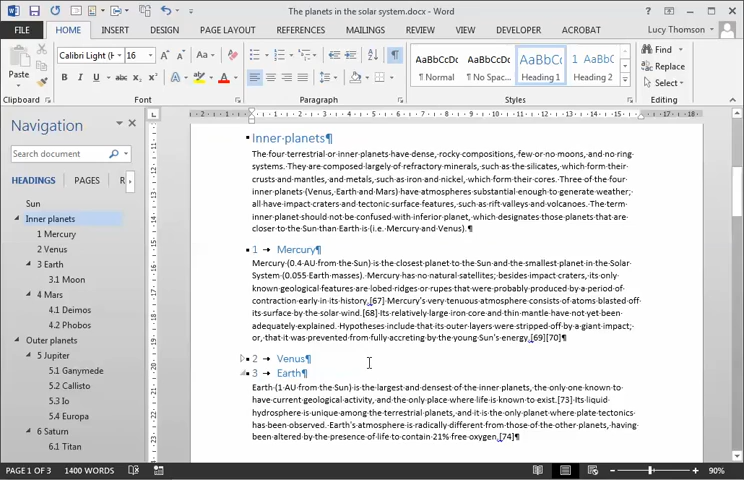 The planets in the solar system.docx - Word
FILE HOME INSERT DESIGN PAGE LAYOUT REFERENCES MAILINGS REVIEW VIEW DEVELOPER ACROBAT Lucy Thomson
Calibri Light (H 16
Paste
AaBbCcDc AaBbCcDc AaBbCc AaBbCc
¶ Normal ¶ No Spac... Heading 1 Heading 2
Find
Replace
Select
Clipboard Font Paragraph Styles Editing
Navigation
Search document
HEADINGS PAGES R
Sun
Inner planets
1 Mercury
2 Venus
3 Earth
3.1 Moon
4 Mars
4.1 Deimos
4.2 Phobos
Outer planets
5 Jupiter
5.1 Ganymede
5.2 Callisto
5.3 Io
5.4 Europa
6 Saturn
6.1 Titan
Inner·planets¶
The·four·terrestrial·or·inner·planets·have·dense,·rocky·compositions,·few·or·no·moons,·and·no·ring·
systems.·They·are·composed·largely·of·refractory·minerals,·such·as·the·silicates,·which·form·their·
crusts·and·mantles,·and·metals,·such·as·iron·and·nickel,·which·form·their·cores.·Three·of·the·four·
inner·planets·(Venus,·Earth·and·Mars)·have·atmospheres·substantial·enough·to·generate·weather;·
all·have·impact·craters·and·tectonic·surface·features,·such·as·rift·valleys·and·volcanoes.·The·term·
inner·planet·should·not·be·confused·with·inferior·planet,·which·designates·those·planets·that·are·
closer·to·the·Sun·than·Earth·is·(i.e.·Mercury·and·Venus).¶
1 → Mercury¶
Mercury·(0.4·AU·from·the·Sun)·is·the·closest·planet·to·the·Sun·and·the·smallest·planet·in·the·Solar·
System·(0.055·Earth·masses).·Mercury·has·no·natural·satellites;·besides·impact·craters,·its·only·
known·geological·features·are·lobed·ridges·or·rupes·that·were·probably·produced·by·a·period·of·
contraction·early·in·its·history.[67]·Mercury's·very·tenuous·atmosphere·consists·of·atoms·blasted·off·
its·surface·by·the·solar·wind.[68]·Its·relatively·large·iron·core·and·thin·mantle·have·not·yet·been·
adequately·explained.·Hypotheses·include·that·its·outer·layers·were·stripped·off·by·a·giant·impact;·
or,·that·it·was·prevented·from·fully·accreting·by·the·young·Sun's·energy.[69][70]¶
2 → Venus¶
3 → Earth¶
Earth·(1·AU·from·the·Sun)·is·the·largest·and·densest·of·the·inner·planets,·the·only·one·known·to·
have·current·geological·activity,·and·the·only·place·where·life·is·known·to·exist.[73]·Its·liquid·
hydrosphere·is·unique·among·the·terrestrial·planets,·and·it·is·the·only·planet·where·plate·tectonics·
has·been·observed.·Earth's·atmosphere·is·radically·different·from·those·of·the·other·planets,·having·
been·altered·by·the·presence·of·life·to·contain·21%·free·oxygen.[74]¶
PAGE 1 OF 3 1400 WORDS 90%